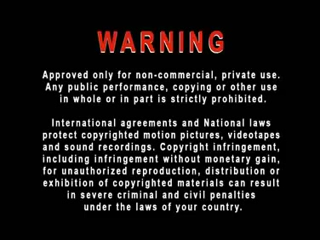 WARNING
Approved only for non-commercial, private use.
Any public performance, copying or other use
in whole or in part is strictly prohibited.
International agreements and National laws
protect copyrighted motion pictures, videotapes
and sound recordings. Copyright infringement,
including infringement without monetary gain,
for unauthorized reproduction, distribution or
exhibition of copyrighted materials can result
in severe criminal and civil penalties
under the laws of your country.